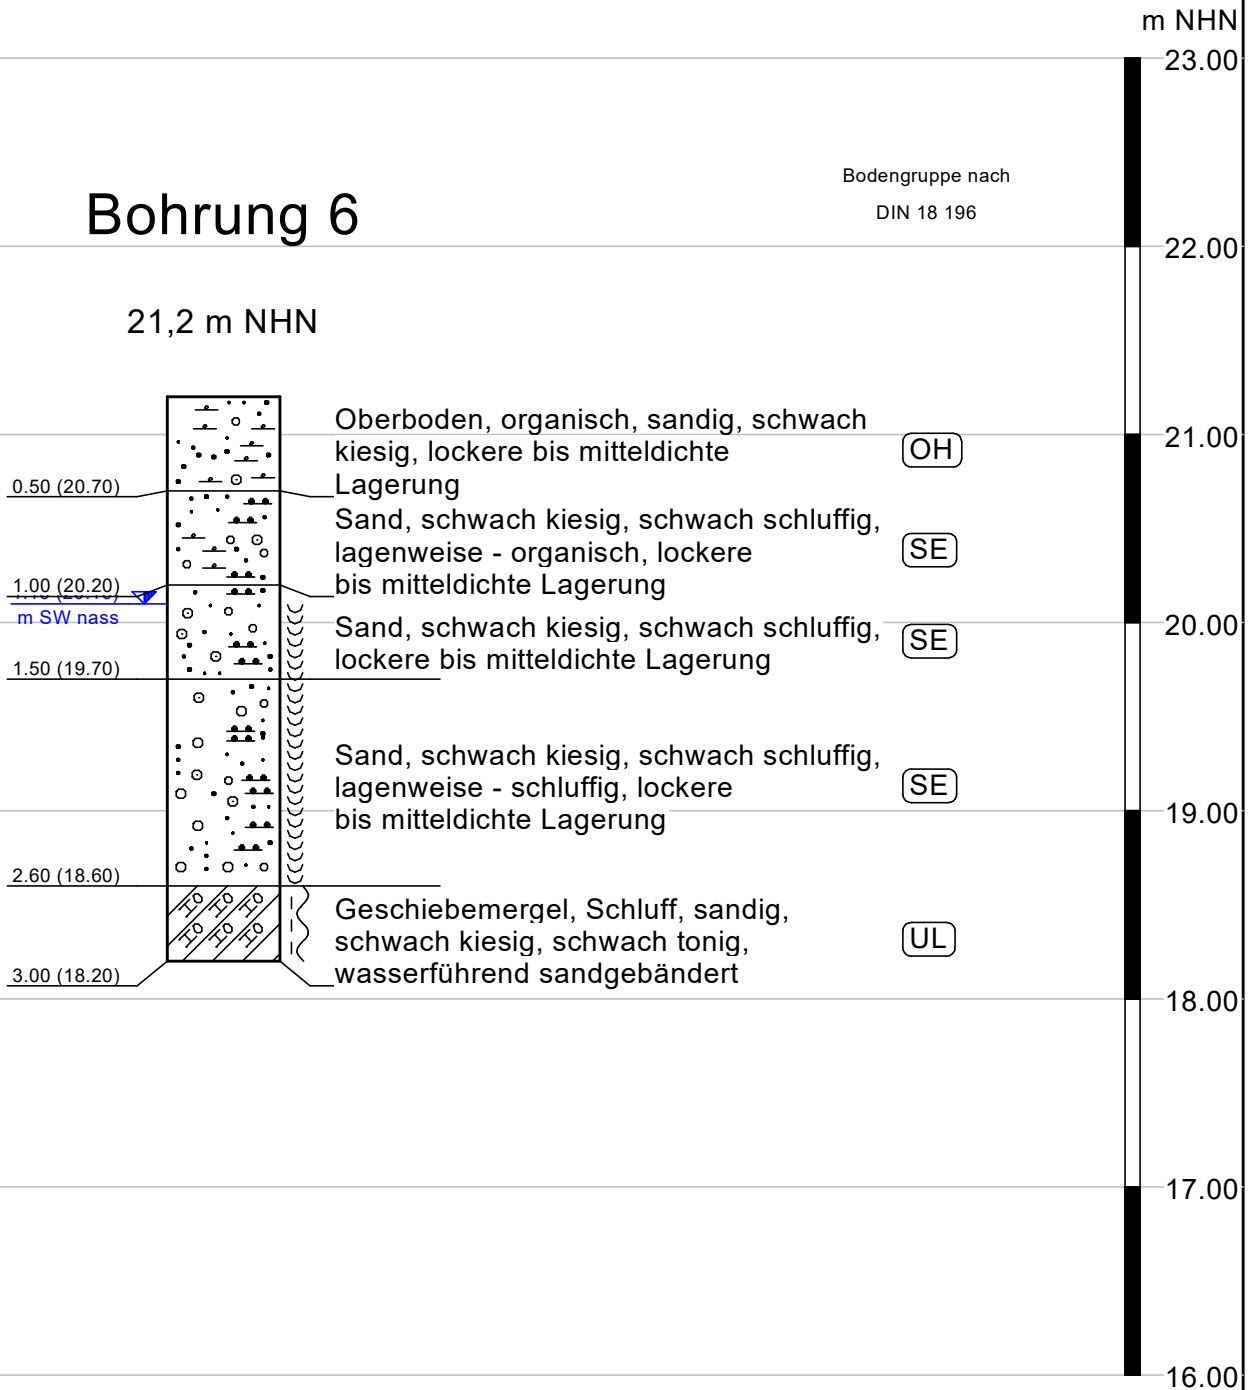 m NHN
23.00
Bodengruppe nach
DIN 18 196
Bohrung 6
22.00
21,2 m NHN
Oberboden, organisch, sandig, schwach
kiesig, lockere bis mitteldichte
Lagerung
OH
21.00
0.50 (20.70)
Sand, schwach kiesig, schwach schluffig,
lagenweise - organisch, lockere
bis mitteldichte Lagerung
SE
1.00 (20.20)
m SW nass
Sand, schwach kiesig, schwach schluffig,
lockere bis mitteldichte Lagerung
SE
20.00
1.50 (19.70)
Sand, schwach kiesig, schwach schluffig,
lagenweise - schluffig, lockere
bis mitteldichte Lagerung
SE
19.00
2.60 (18.60)
Geschiebemergel, Schluff, sandig,
schwach kiesig, schwach tonig,
wasserführend sandgebändert
UL
3.00 (18.20)
18.00
17.00
16.00